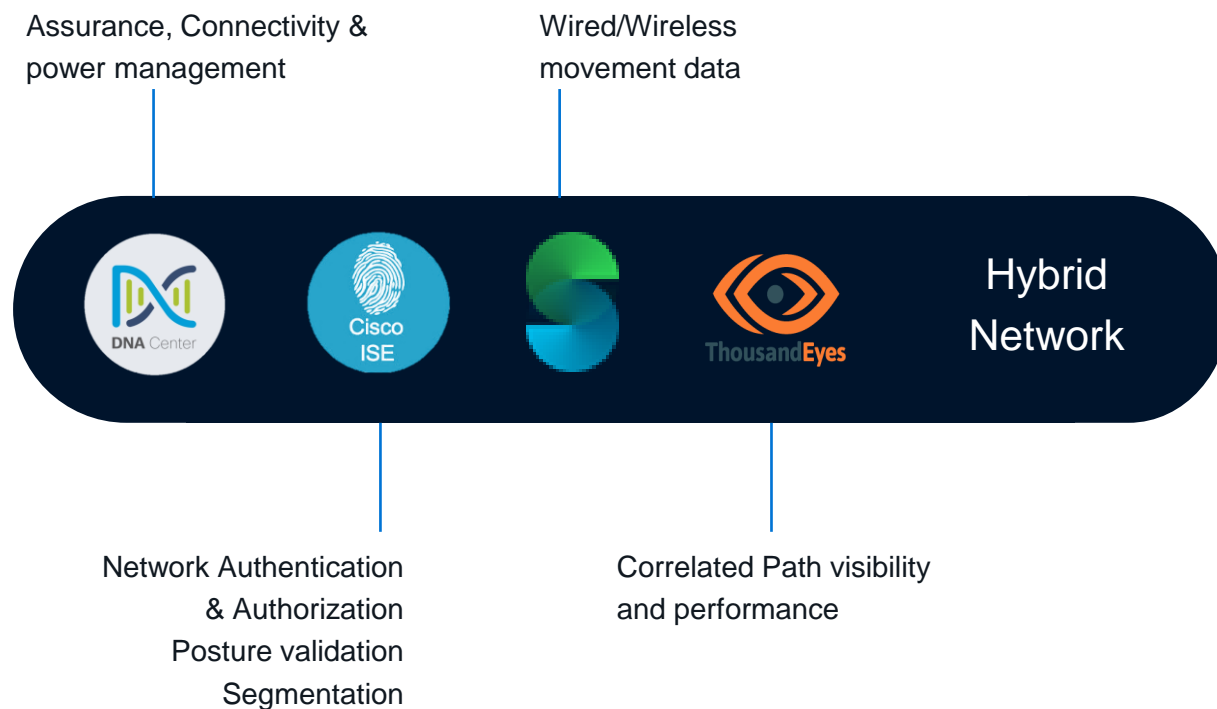 Assurance, Connectivity &
power management
Wired/Wireless
movement data
DNA Center
Cisco
ISE
ThousandEyes
Hybrid
Network
Network Authentication
& Authorization
Posture validation
Segmentation
Correlated Path visibility
and performance